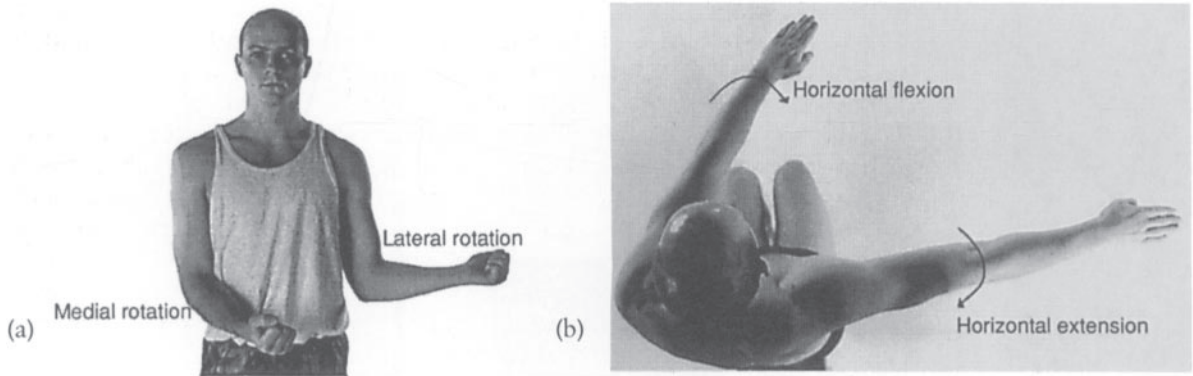 (a)
Medial rotation
Lateral rotation
(b)
Horizontal flexion
Horizontal extension